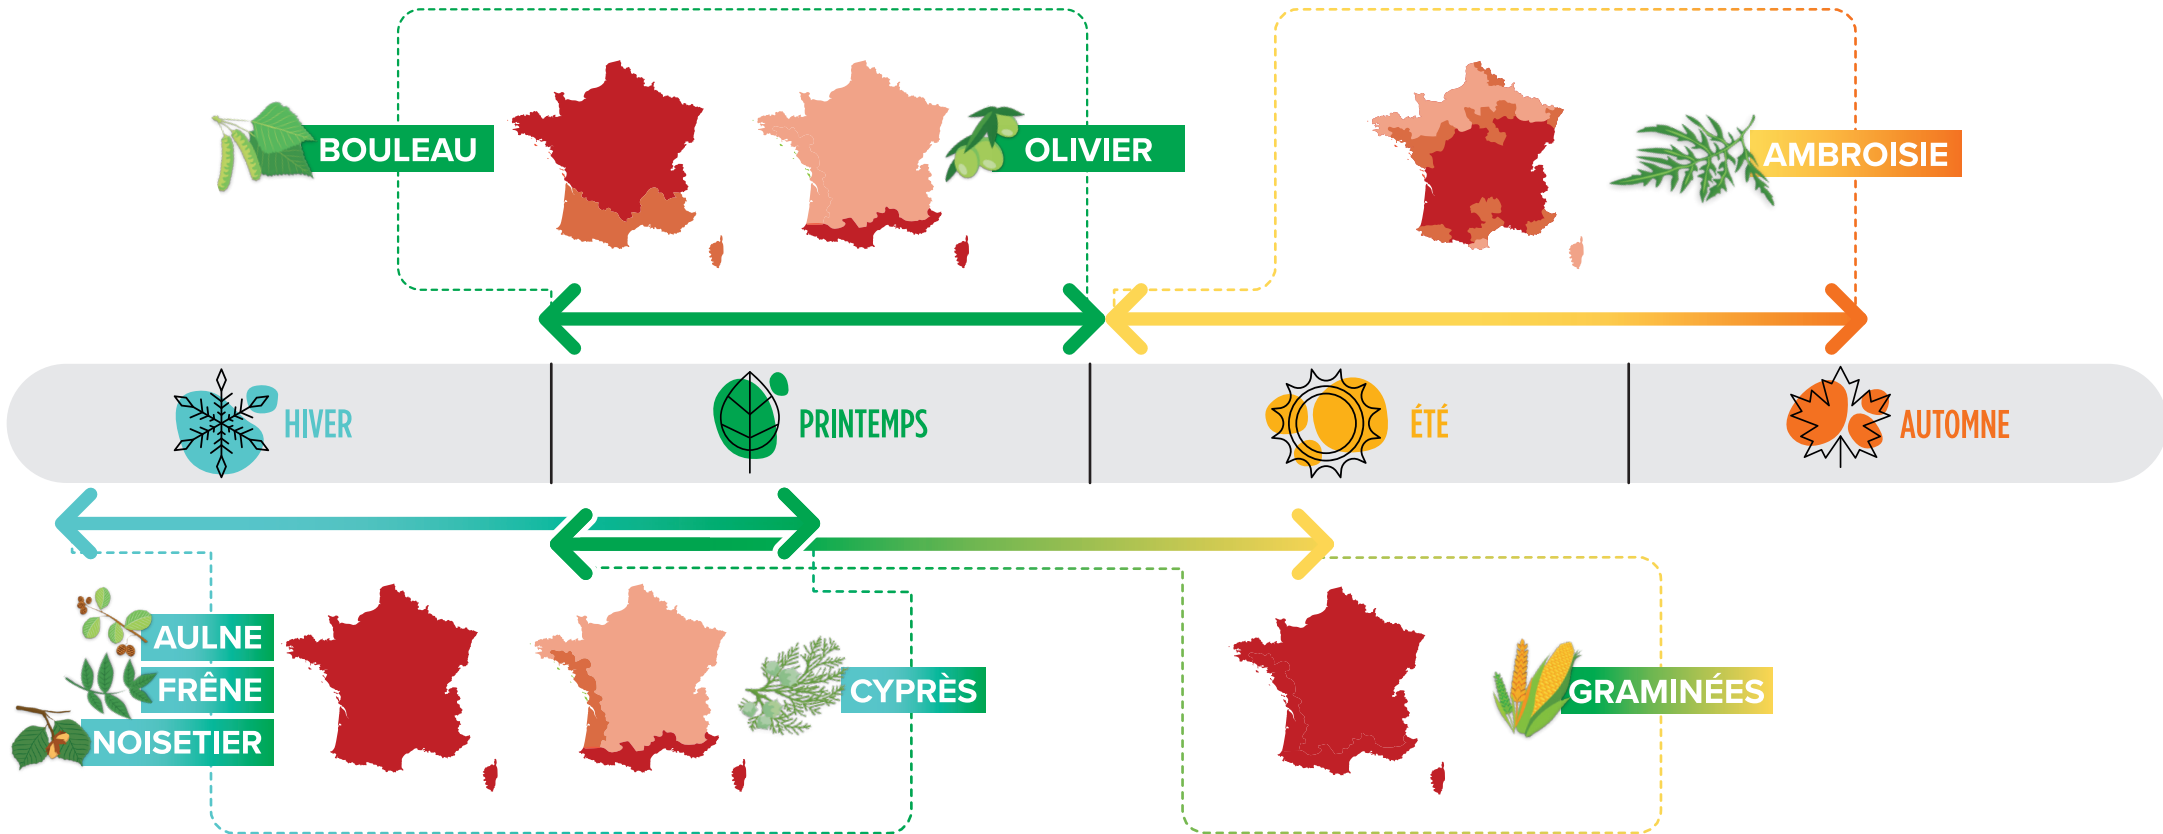 BOULEAU
OLIVIER
AMBROISIE
HIVER
PRINTEMPS
ÉTÉ
AUTOMNE
AULNE
FRÊNE
NOISETIER
CYPRÈS
GRAMINÉES